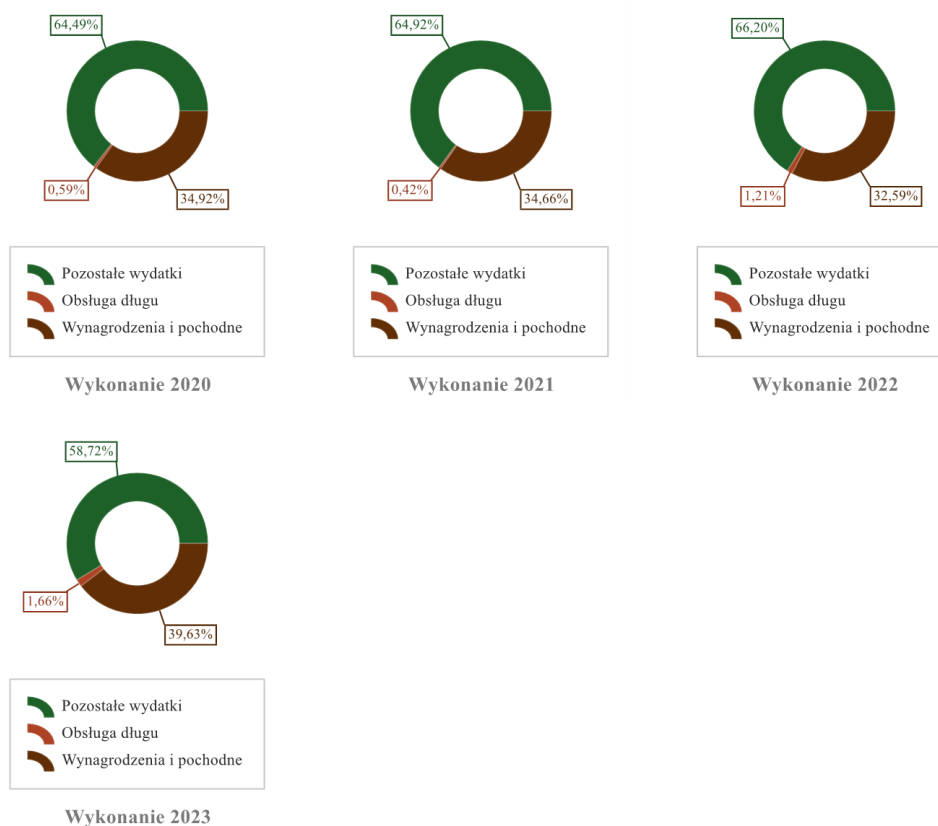 64,49%
0,59%
34,92%
Pozostałe wydatki
Obsługa długu
Wynagrodzenia i pochodne
Wykonanie 2020
64,92%
0,42%
34,66%
Pozostałe wydatki
Obsługa długu
Wynagrodzenia i pochodne
Wykonanie 2021
66,20%
1,21%
32,59%
Pozostałe wydatki
Obsługa długu
Wynagrodzenia i pochodne
Wykonanie 2022
58,72%
1,66%
39,63%
Pozostałe wydatki
Obsługa długu
Wynagrodzenia i pochodne
Wykonanie 2023